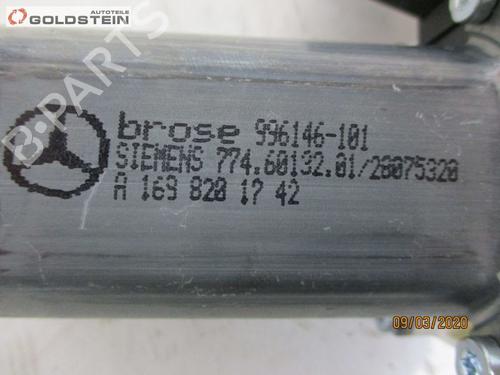 AUTOTEILE
GOLDSTEIN
B-PARTS
brose 996146-101
SIEMENS 774.60132.01/28075320
A 169 820 17 42
09/03/2020